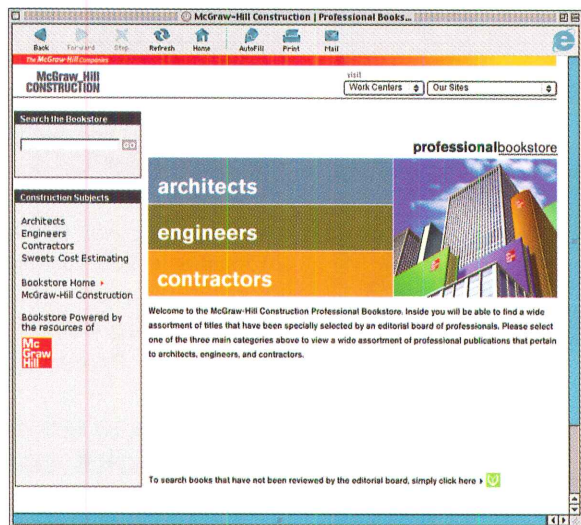 McGraw-Hill Construction | Professional Books...
Back Forward Stop Refresh Home AutoFill Print Mail
The McGraw-Hill Companies
McGraw_Hill
CONSTRUCTION
visit
Work Centers Our Sites
Search the Bookstore
GO
professionalbookstore
architects
engineers
contractors
Construction Subjects
Architects
Engineers
Contractors
Sweets Cost Estimating
Bookstore Home
McGraw-Hill Construction
Bookstore Powered by
the resources of
Mc
Graw
Hill
Welcome to the McGraw-Hill Construction Professional Bookstore. Inside you will be able to find a wide
assortment of titles that have been specially selected by an editorial board of professionals. Please select
one of the three main categories above to view a wide assortment of professional publications that pertain
to architects, engineers, and contractors.
To search books that have not been reviewed by the editorial board, simply click here